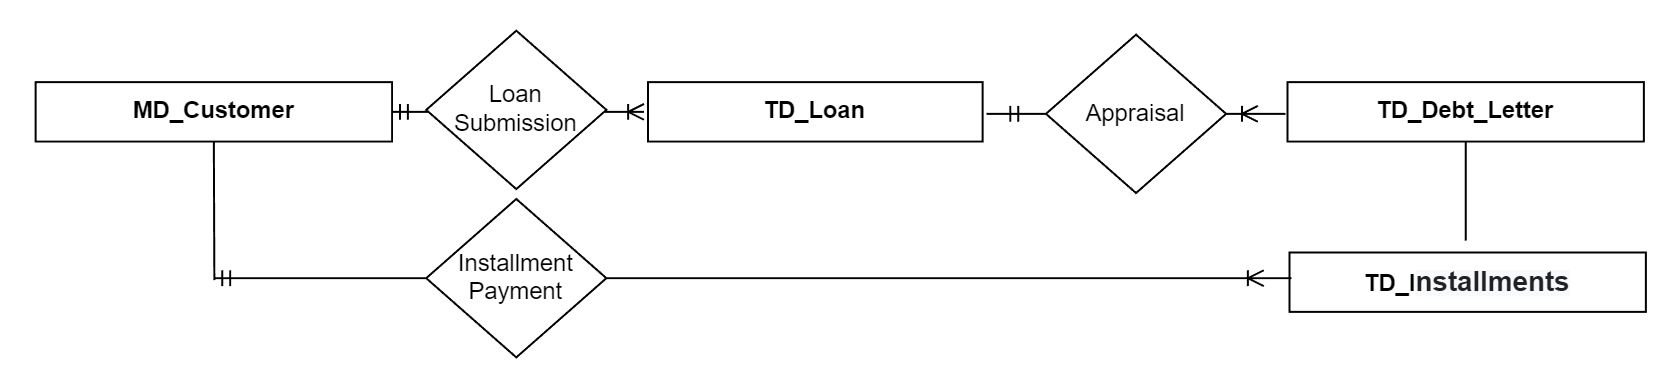 MD_Customer
Loan
Submission
TD_Loan
Appraisal
TD_Debt_Letter
Installment
Payment
TD_Installments